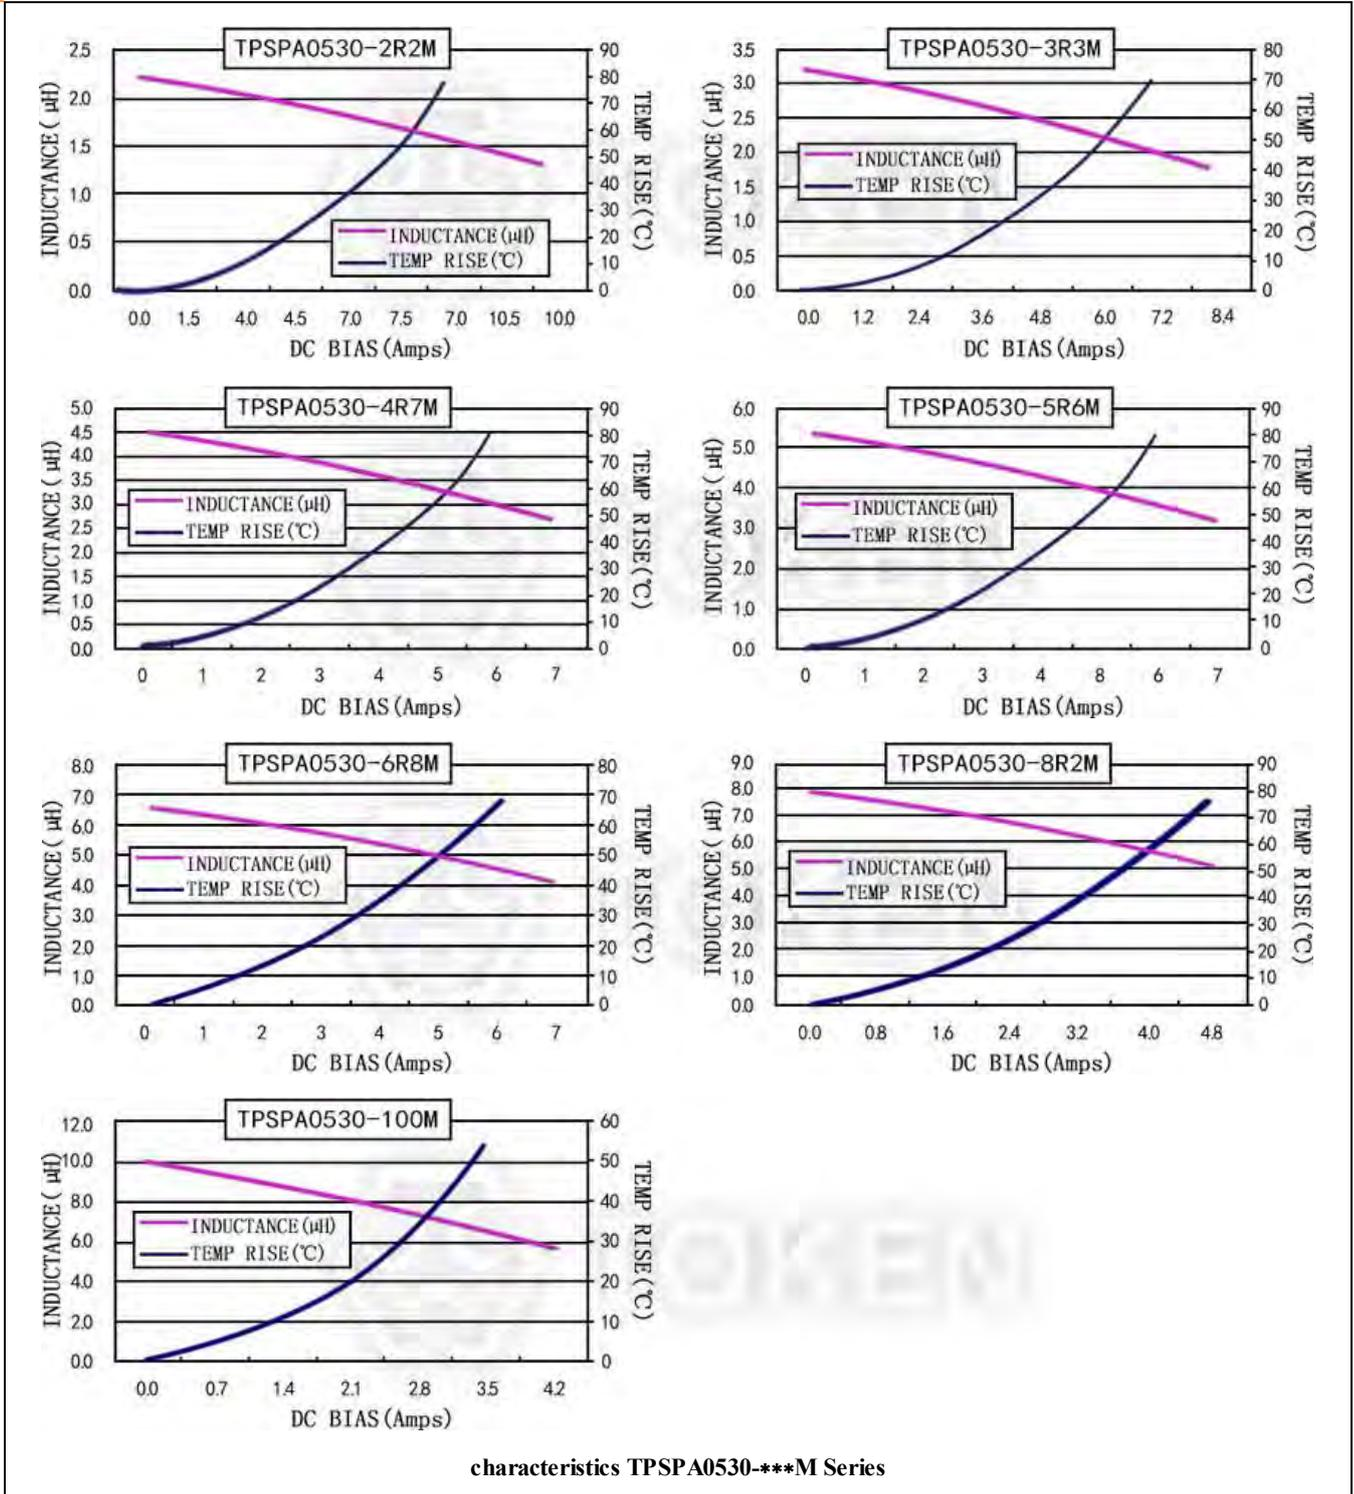 TPSPA0530-2R2M
2.5
2.0
1.5
1.0
0.5
0.0
INDUCTANCE( μH)
90
80
70
60
50
40
30
20
10
0
TEMP RISE(℃)
INDUCTANCE(μH)
TEMP RISE(℃)
0.0 1.5 4.0 4.5 7.0 7.5 7.0 10.5 10.0
DC BIAS(Amps)
TPSPA0530-3R3M
3.5
3.0
2.5
2.0
1.5
1.0
0.5
0.0
INDUCTANCE( μH)
80
70
60
50
40
30
20
10
0
TEMP RISE(℃)
INDUCTANCE(μH)
TEMP RISE(℃)
0.0 1.2 2.4 3.6 4.8 6.0 7.2 8.4
DC BIAS(Amps)
TPSPA0530-4R7M
5.0
4.5
4.0
3.5
3.0
2.5
2.0
1.5
1.0
0.5
0.0
INDUCTANCE( μH)
90
80
70
60
50
40
30
20
10
0
TEMP RISE(℃)
INDUCTANCE(μH)
TEMP RISE(℃)
0 1 2 3 4 5 6 7
DC BIAS(Amps)
TPSPA0530-5R6M
6.0
5.0
4.0
3.0
2.0
1.0
0.0
INDUCTANCE( μH)
90
80
70
60
50
40
30
20
10
0
TEMP RISE(℃)
INDUCTANCE(μH)
TEMP RISE(℃)
0 1 2 3 4 8 6 7
DC BIAS(Amps)
TPSPA0530-6R8M
8.0
7.0
6.0
5.0
4.0
3.0
2.0
1.0
0.0
INDUCTANCE( μH)
80
70
60
50
40
30
20
10
0
TEMP RISE(℃)
INDUCTANCE(μH)
TEMP RISE(℃)
0 1 2 3 4 5 6 7
DC BIAS(Amps)
TPSPA0530-8R2M
9.0
8.0
7.0
6.0
5.0
4.0
3.0
2.0
1.0
0.0
INDUCTANCE( μH)
90
80
70
60
50
40
30
20
10
0
TEMP RISE(℃)
INDUCTANCE(μH)
TEMP RISE(℃)
0.0 0.8 1.6 2.4 3.2 4.0 4.8
DC BIAS(Amps)
TPSPA0530-100M
12.0
10.0
8.0
6.0
4.0
2.0
0.0
INDUCTANCE( μH)
60
50
40
30
20
10
0
TEMP RISE(℃)
INDUCTANCE(μH)
TEMP RISE(℃)
0.0 0.7 1.4 2.1 2.8 3.5 4.2
DC BIAS(Amps)
characteristics TPSPA0530-***M Series